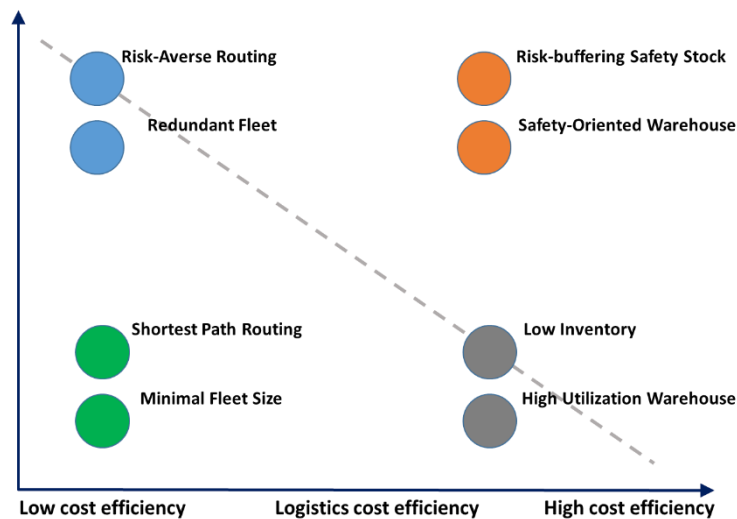 Risk-Averse Routing
Risk-buffering Safety Stock
Redundant Fleet
Safety-Oriented Warehouse
Shortest Path Routing
Low Inventory
Minimal Fleet Size
High Utilization Warehouse
Low cost efficiency
Logistics cost efficiency
High cost efficiency